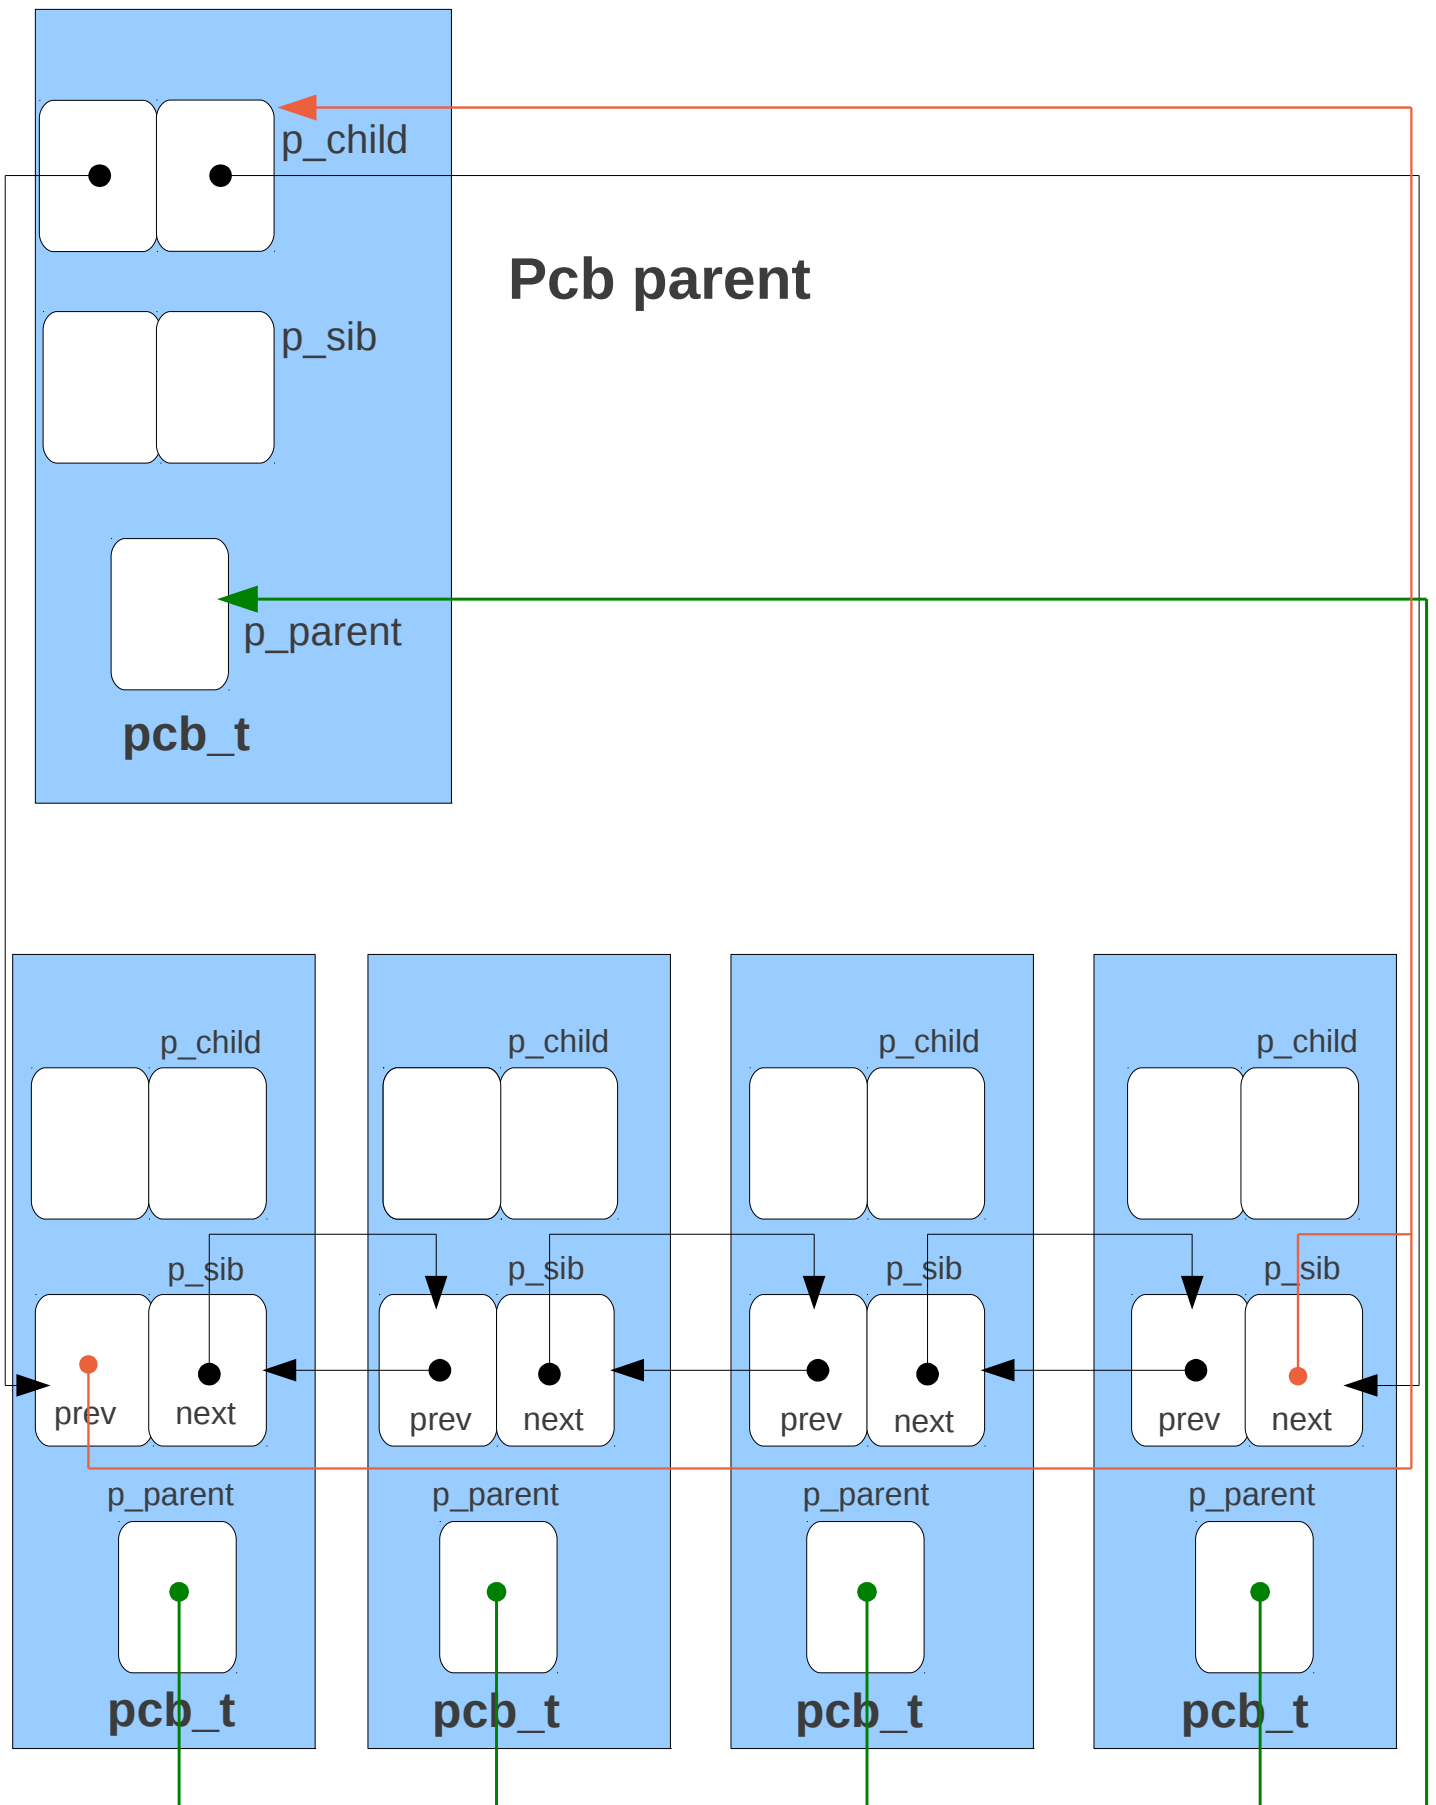 p_child
Pcb parent
p_sib
p_parent
pcb_t
p_child
p_child
p_child
p_child
p_sib
p_sib
p_sib
p_sib
prev
next
prev
next
prev
next
prev
next
p_parent
p_parent
p_parent
p_parent
pcb_t
pcb_t
pcb_t
pcb_t